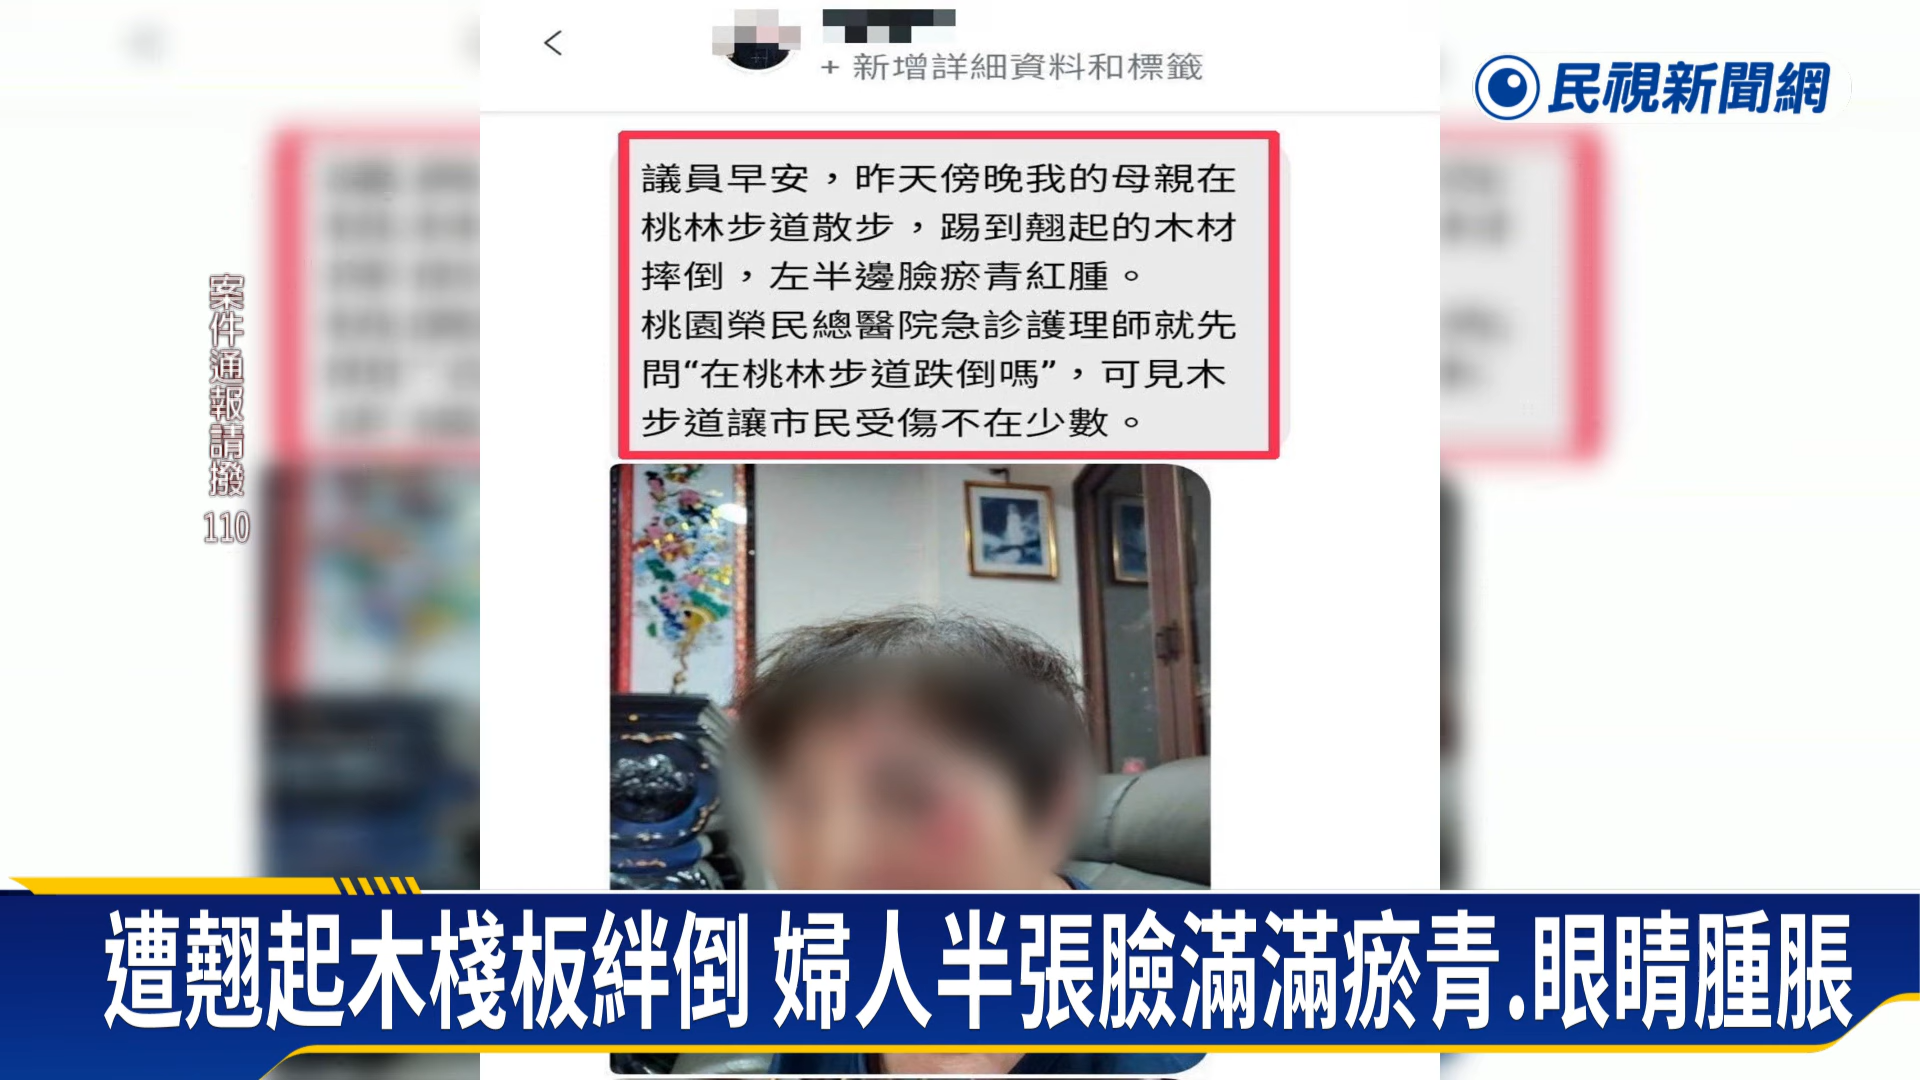 + 新增詳細資料和標籤
民視新聞網
議員早安，昨天傍晚我的母親在
桃林步道散步，踢到翹起的木材
摔倒，左半邊臉瘀青紅腫。
桃園榮民總醫院急診護理師就先
問“在桃林步道跌倒嗎”，可見木
步道讓市民受傷不在少數。
案件通報請撥
110
遭翹起木棧板絆倒 婦人半張臉滿滿瘀青.眼睛腫脹